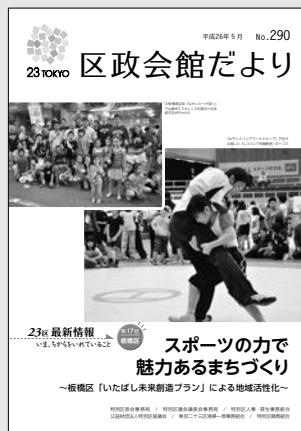 平成26年5月 No.290
23 TOKYO
区政会館だより
23区 最新情報
いま、ちからをいれていること
第17回
板橋区
スポーツの力で
魅力あるまちづくり
～板橋区「いたばし未来創造プラン」による地域活性化～
特別区長会事務局 / 特別区議会議長会事務局 / 特別区人事・厚生事務組合
公益財団法人特別区協議会 / 東京二十三区清掃一部事務組合 / 特別区競馬組合